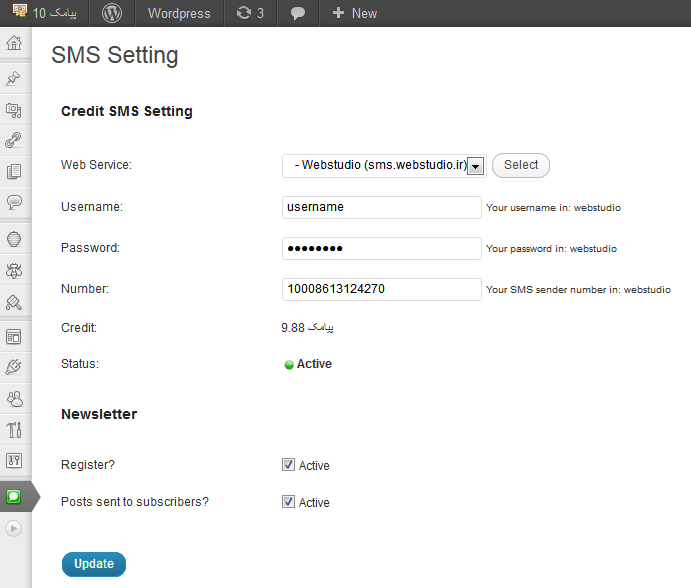 پیامک 10 Wordpress 3 New
SMS Setting
Credit SMS Setting
Web Service: - Webstudio (sms.webstudio.ir) Select
Username: username Your username in: webstudio
Password: ●●●●●●●● Your password in: webstudio
Number: 10008613124270 Your SMS sender number in: webstudio
Credit: 9.88 پیامک
Status: Active
Newsletter
Register? Active
Posts sent to subscribers? Active
Update